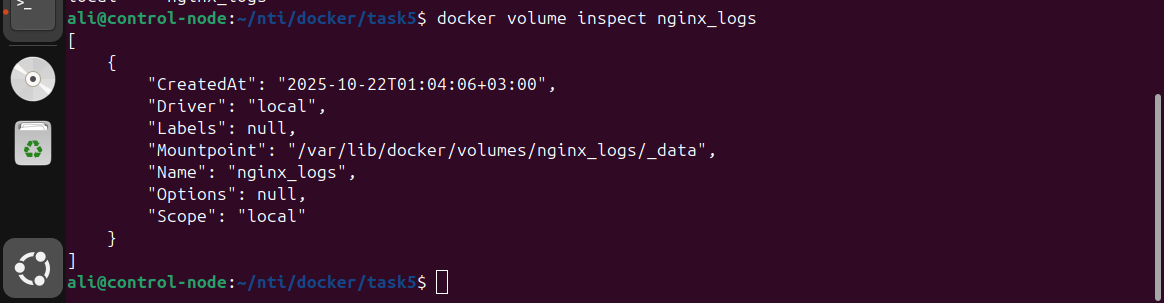 local     nginx_logs
ali@control-node:~/nti/docker/task5$ docker volume inspect nginx_logs
[
    {
        "CreatedAt": "2025-10-22T01:04:06+03:00",
        "Driver": "local",
        "Labels": null,
        "Mountpoint": "/var/lib/docker/volumes/nginx_logs/_data",
        "Name": "nginx_logs",
        "Options": null,
        "Scope": "local"
    }
]
ali@control-node:~/nti/docker/task5$